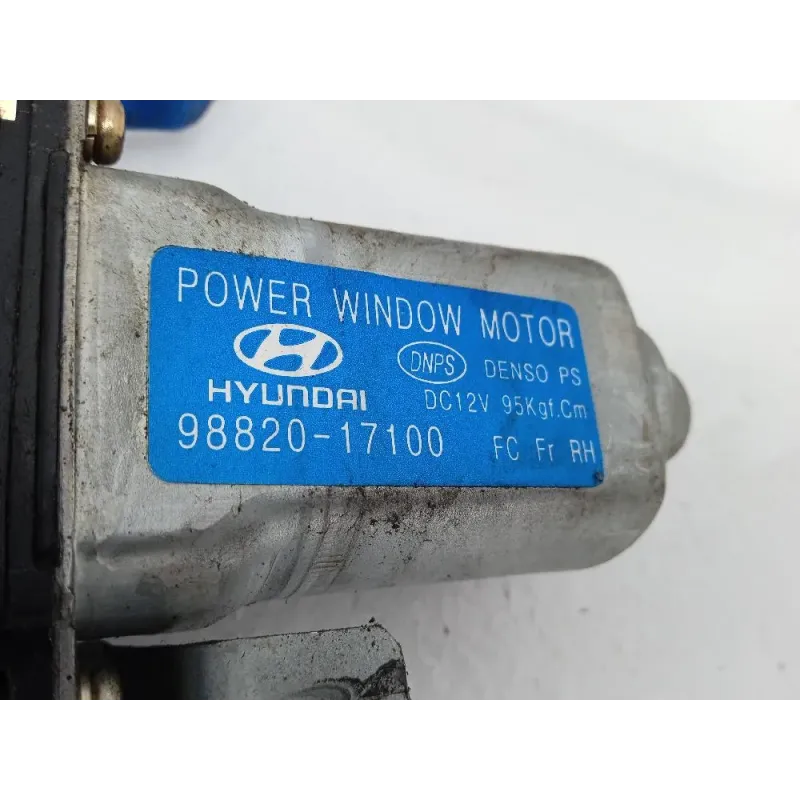 POWER WINDOW MOTOR
DNPS DENSO PS
HYUNDAI DC12V 95Kgf.Cm
98820-17100 FC Fr RH